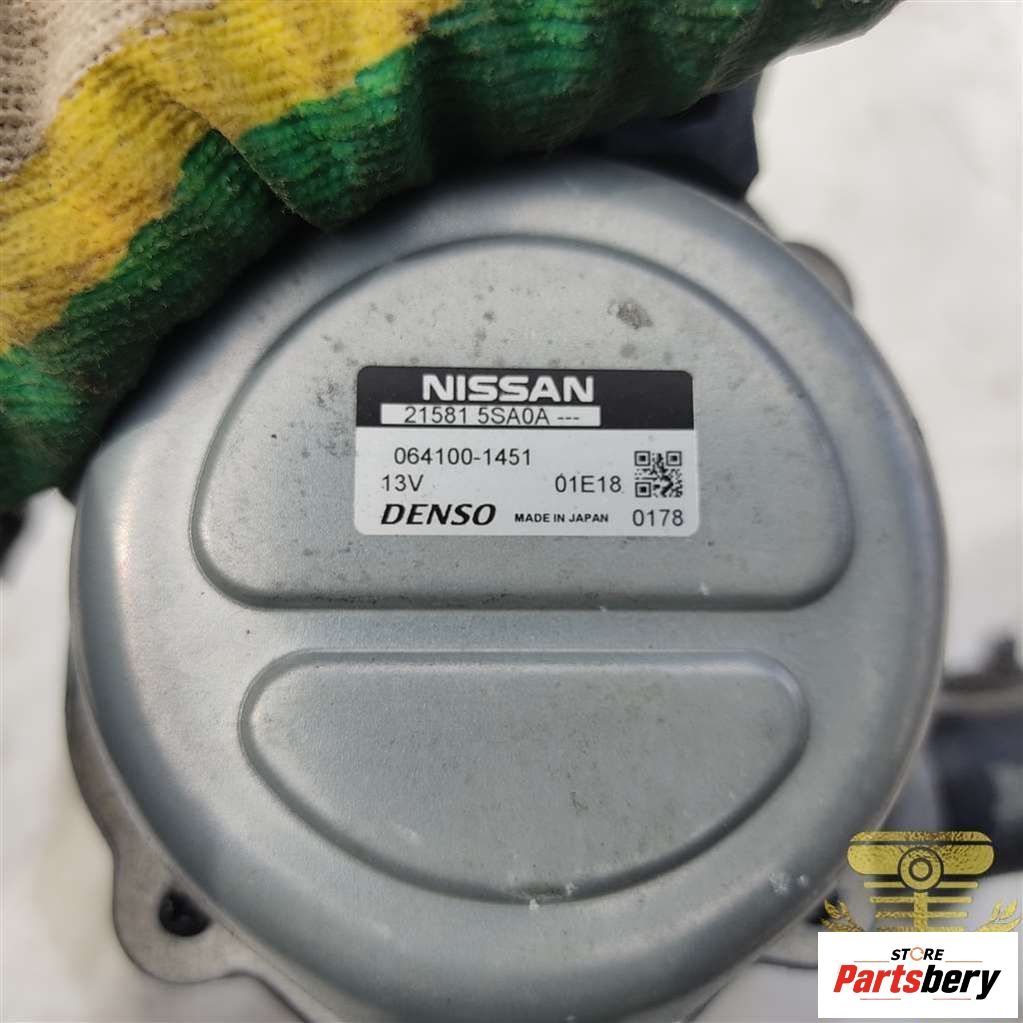 NISSAN
21581 5SA0A ---
064100-1451
13V 01E18
DENSO MADE IN JAPAN 0178
STORE
Partsbery